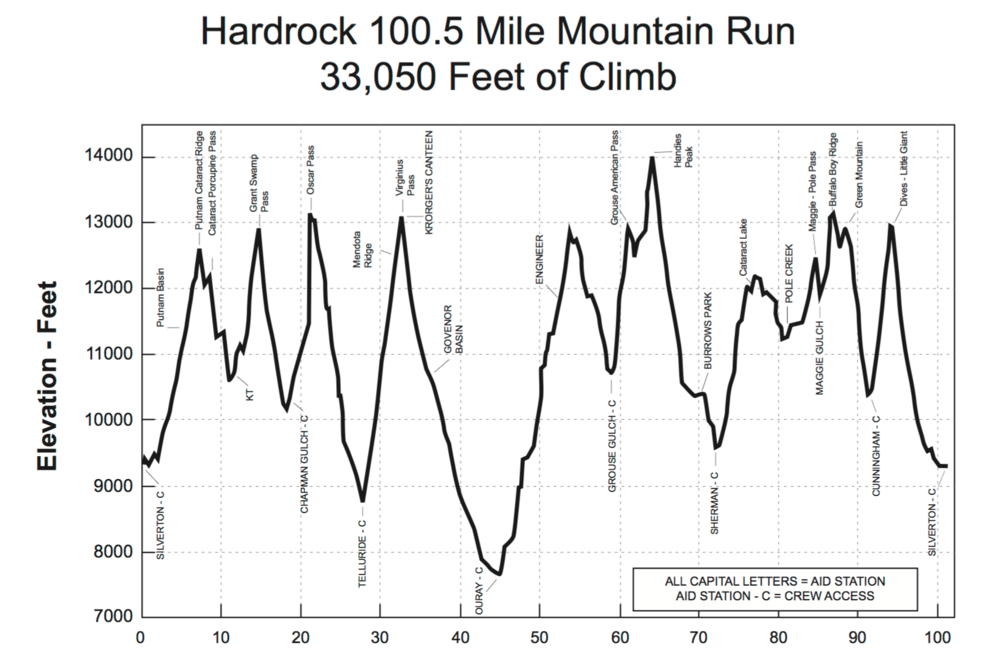 Hardrock 100.5 Mile Mountain Run
33,050 Feet of Climb
Elevation - Feet
14000
13000
12000
11000
10000
9000
8000
7000
0
10
20
30
40
50
60
70
80
90
100
SILVERTON - C
Putnam Basin
Putnam Cataract Ridge
Cataract Poroupine Pass
KT
Grant Swamp
Pass
CHAPMAN GULCH - C
Oscar Pass
TELLURIDE - C
Mendota
Ridge
Virginius
Pass
KRORGER'S CANTEEN
GOVENOR
BASIN
OURAY - C
ENGINEER
GROUSE GULCH - C
Grouse American Pass
Handies
Peak
BURROWS PARK
SHERMAN - C
Cataract Lake
POLE CREEK
Maggie - Pole Pass
MAGGIE GULCH
Buffalo Boy Ridge
Green Mountain
CUNNINGHAM - C
Dives - Little Giant
SILVERTON - C
ALL CAPITAL LETTERS = AID STATION
AID STATION - C = CREW ACCESS